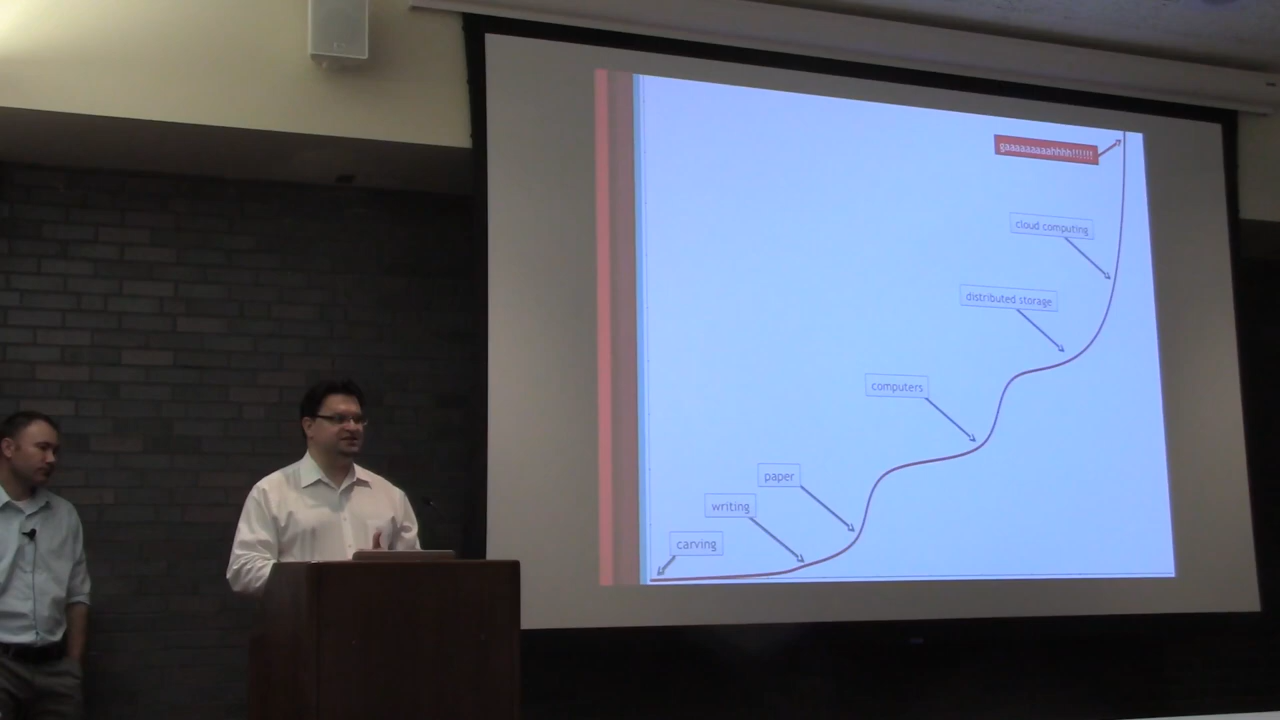 gaaaaaaaaahhhh!!!!!!
cloud computing
distributed storage
computers
paper
writing
carving